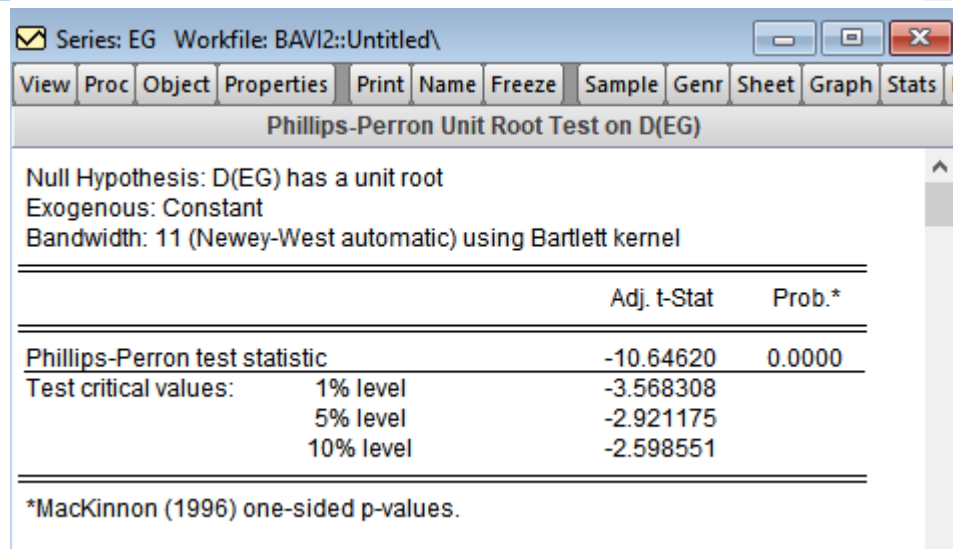 Series: EG Workfile: BAVI2::Untitled\
View Proc Object Properties Print Name Freeze Sample Genr Sheet Graph Stats
Phillips-Perron Unit Root Test on D(EG)
Null Hypothesis: D(EG) has a unit root
Exogenous: Constant
Bandwidth: 11 (Newey-West automatic) using Bartlett kernel
Adj. t-Stat Prob.*
Phillips-Perron test statistic -10.64620 0.0000
Test critical values: 1% level -3.568308
5% level -2.921175
10% level -2.598551
*MacKinnon (1996) one-sided p-values.